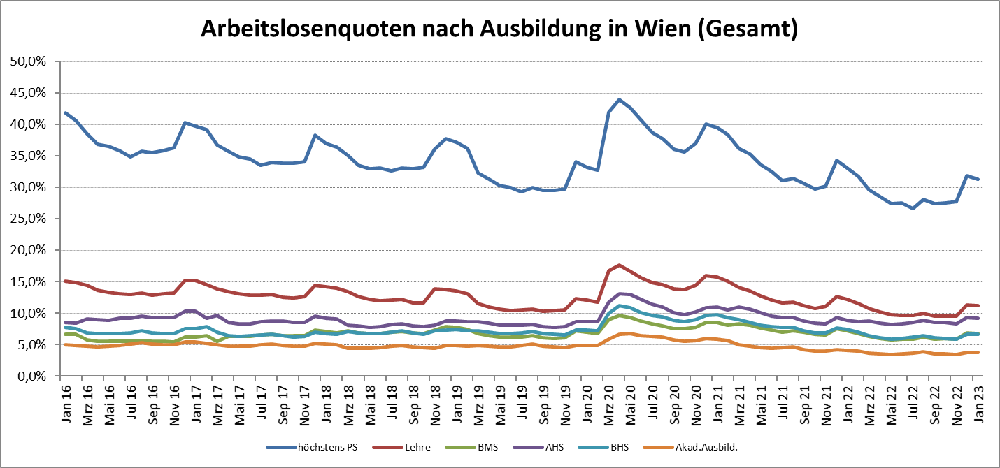 Arbeitslosenquoten nach Ausbildung in Wien (Gesamt)
50,0%
45,0%
40,0%
35,0%
30,0%
25,0%
20,0%
15,0%
10,0%
5,0%
0,0%
Jan 16
Mrz 16
Mai 16
Jul 16
Sep 16
Nov 16
Jan 17
Mrz 17
Mai 17
Jul 17
Sep 17
Nov 17
Jan 18
Mrz 18
Mai 18
Jul 18
Sep 18
Nov 18
Jan 19
Mrz 19
Mai 19
Jul 19
Sep 19
Nov 19
Jan 20
Mrz 20
Mai 20
Jul 20
Sep 20
Nov 20
Jan 21
Mrz 21
Mai 21
Jul 21
Sep 21
Nov 21
Jan 22
Mrz 22
Mai 22
Jul 22
Sep 22
Nov 22
Jan 23
höchstens PS Lehre BMS AHS BHS Akad.Ausbild.